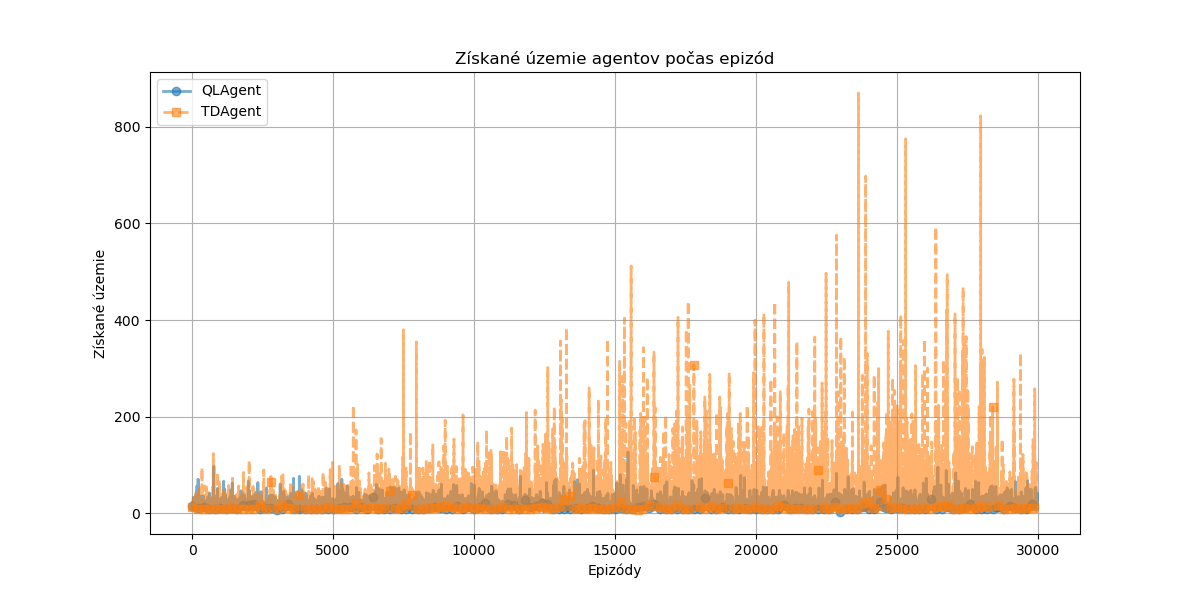 Získané územie agentov počas epizód
QLAgent
TDAgent
Získané územie
800
600
400
200
0
0 5000 10000 15000 20000 25000 30000
Epizódy